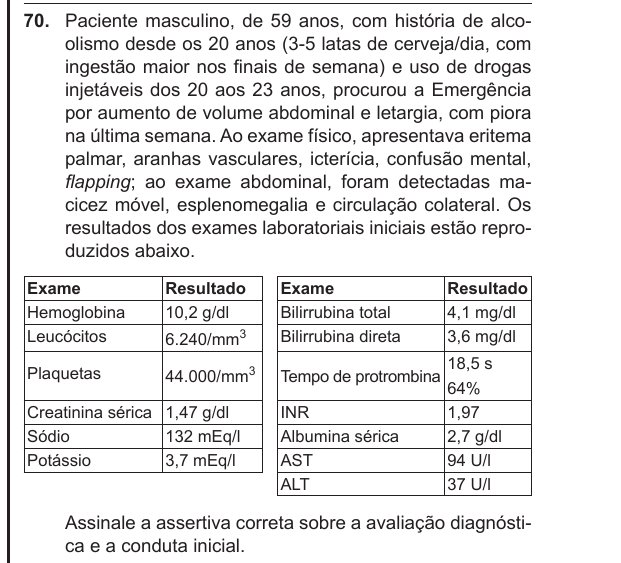 70. Paciente masculino, de 59 anos, com história de alco-
olismo desde os 20 anos (3-5 latas de cerveja/dia, com
ingestão maior nos finais de semana) e uso de drogas
injetáveis dos 20 aos 23 anos, procurou a Emergência
por aumento de volume abdominal e letargia, com piora
na última semana. Ao exame físico, apresentava eritema
palmar, aranhas vasculares, icterícia, confusão mental,
flapping; ao exame abdominal, foram detectadas ma-
cicez móvel, esplenomegalia e circulação colateral. Os
resultados dos exames laboratoriais iniciais estão repro-
duzidos abaixo.
Exame Resultado
Hemoglobina 10,2 g/dl
Leucócitos 6.240/mm³
Plaquetas 44.000/mm³
Creatinina sérica 1,47 g/dl
Sódio 132 mEq/l
Potássio 3,7 mEq/l
Exame Resultado
Bilirrubina total 4,1 mg/dl
Bilirrubina direta 3,6 mg/dl
Tempo de protrombina 18,5 s
64%
INR 1,97
Albumina sérica 2,7 g/dl
AST 94 U/l
ALT 37 U/l
Assinale a assertiva correta sobre a avaliação diagnósti-
ca e a conduta inicial.